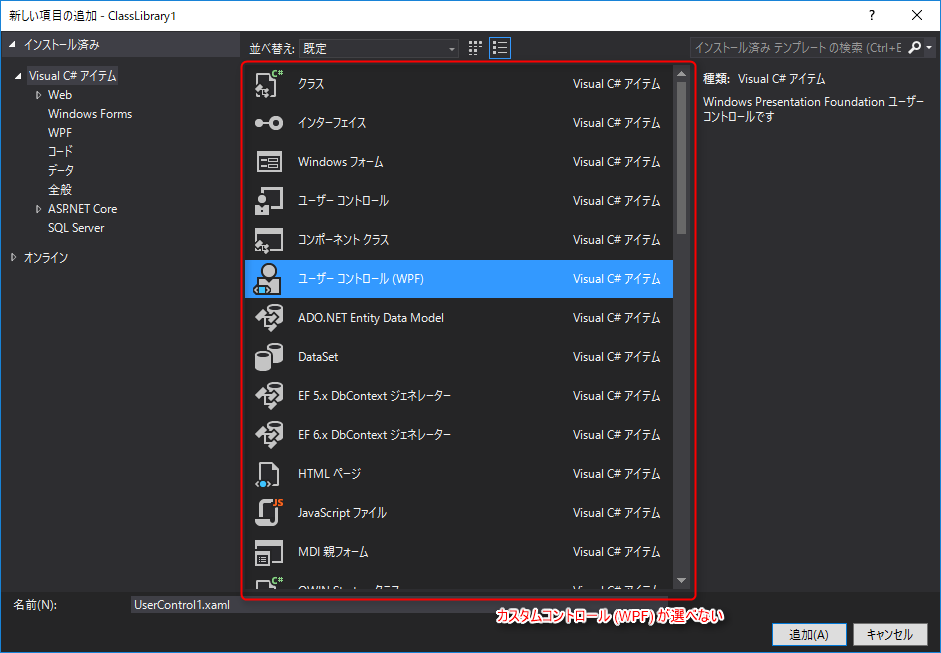 新しい項目の追加 - ClassLibrary1
インストール済み
並べ替え: 既定
インストール済み テンプレート の検索 (Ctrl+E
Visual C# アイテム
Web
Windows Forms
WPF
コード
データ
全般
ASP.NET Core
SQL Server
オンライン
クラス Visual C# アイテム
インターフェイス Visual C# アイテム
Windows フォーム Visual C# アイテム
ユーザー コントロール Visual C# アイテム
コンポーネント クラス Visual C# アイテム
ユーザー コントロール (WPF) Visual C# アイテム
ADO.NET Entity Data Model Visual C# アイテム
DataSet Visual C# アイテム
EF 5.x DbContext ジェネレーター Visual C# アイテム
EF 6.x DbContext ジェネレーター Visual C# アイテム
HTML ページ Visual C# アイテム
JavaScript ファイル Visual C# アイテム
MDI 親フォーム Visual C# アイテム
種類: Visual C# アイテム
Windows Presentation Foundation ユーザー
コントロールです
名前(N): UserControl1.xaml
カスタムコントロール (WPF) が選べない
追加(A) キャンセル